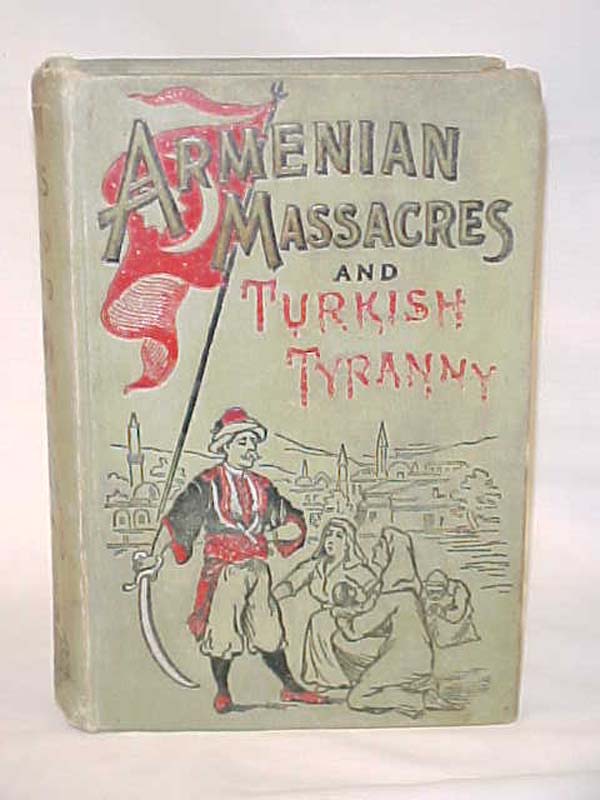 ARMENIAN
MASSACRES
AND
TURKISH
TYRANNY